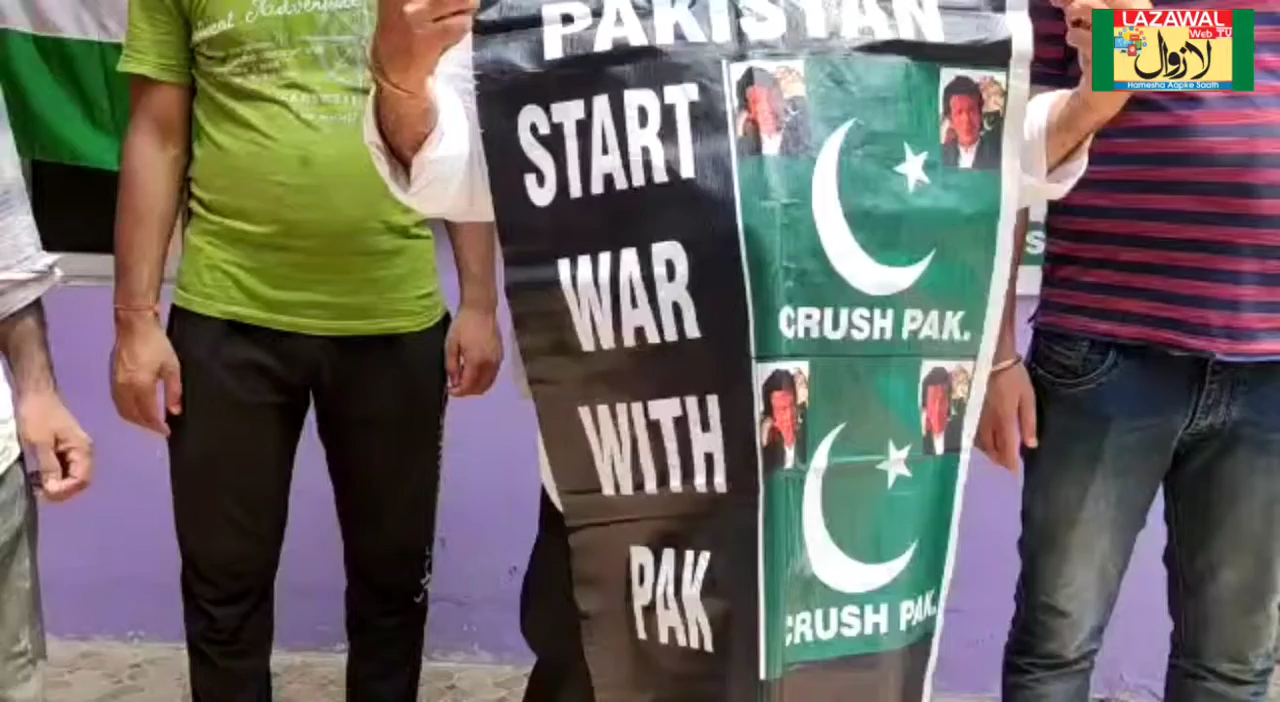 PAKISTAN
START
WAR
WITH
PAK
CRUSH PAK.
CRUSH PAK.
LAZAWAL
Web TV
لازوال
Hamesha Aapke Saath